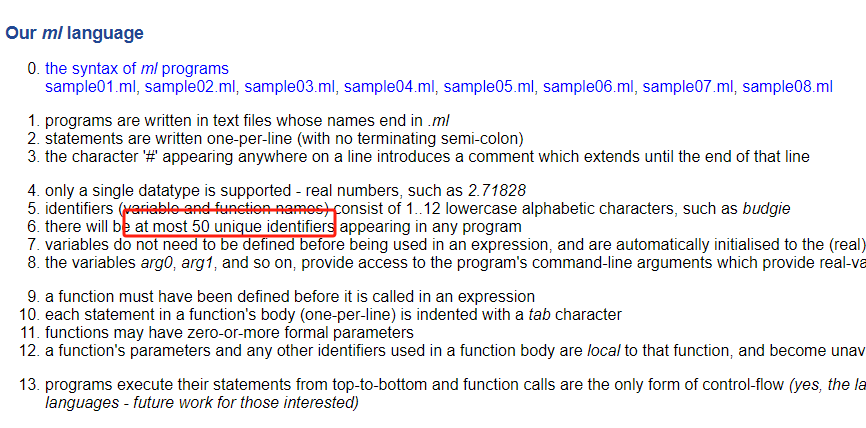 Our ml language
0. the syntax of ml programs
sample01.ml, sample02.ml, sample03.ml, sample04.ml, sample05.ml, sample06.ml, sample07.ml, sample08.ml
1. programs are written in text files whose names end in .ml
2. statements are written one-per-line (with no terminating semi-colon)
3. the character '#' appearing anywhere on a line introduces a comment which extends until the end of that line
4. only a single datatype is supported - real numbers, such as 2.71828
5. identifiers (variable and function names) consist of 1..12 lowercase alphabetic characters, such as budgie
6. there will be at most 50 unique identifiers appearing in any program
7. variables do not need to be defined before being used in an expression, and are automatically initialised to the (real)
8. the variables arg0, arg1, and so on, provide access to the program's command-line arguments which provide real-va
9. a function must have been defined before it is called in an expression
10. each statement in a function's body (one-per-line) is indented with a tab character
11. functions may have zero-or-more formal parameters
12. a function's parameters and any other identifiers used in a function body are local to that function, and become unav
13. programs execute their statements from top-to-bottom and function calls are the only form of control-flow (yes, the la
languages - future work for those interested)